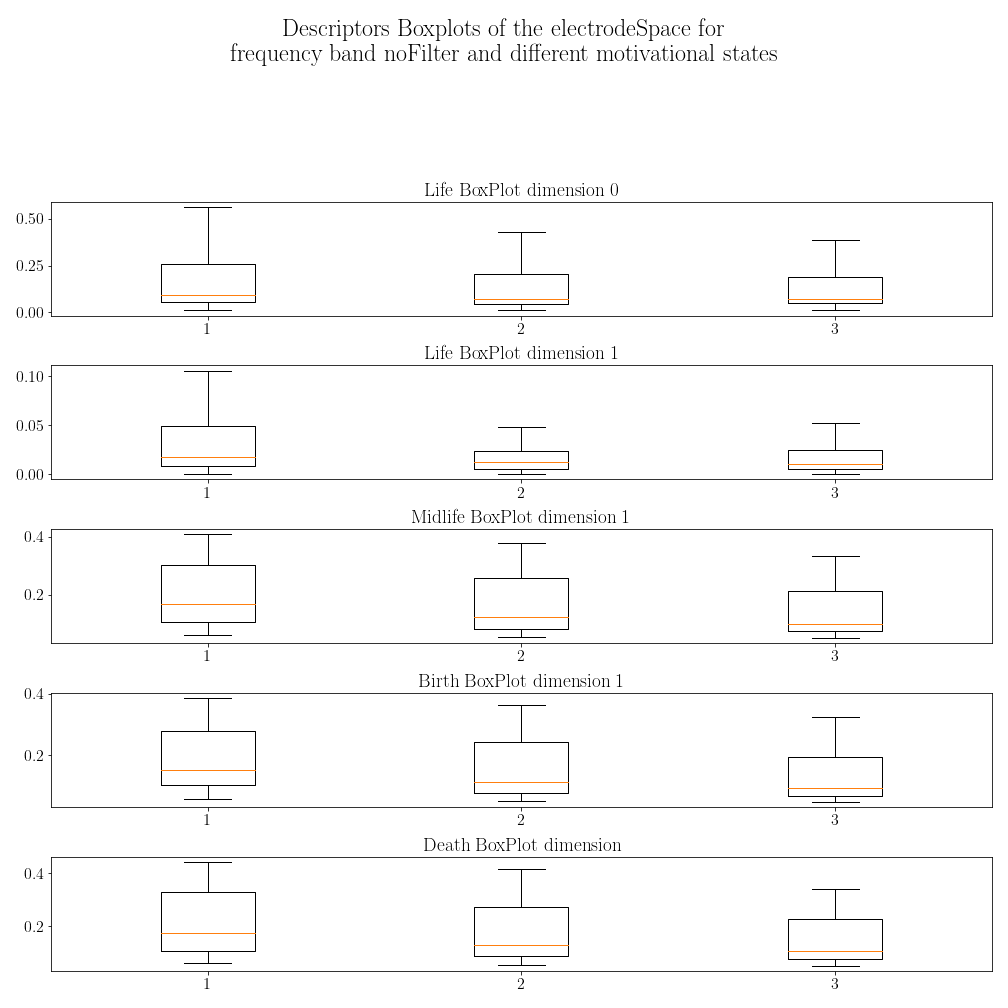 Descriptors Boxplots of the electrodeSpace for
frequency band noFilter and different motivational states
Life BoxPlot dimension 0
0.50
0.25
0.00
1 2 3
Life BoxPlot dimension 1
0.10
0.05
0.00
1 2 3
Midlife BoxPlot dimension 1
0.4
0.2
1 2 3
Birth BoxPlot dimension 1
0.4
0.2
1 2 3
Death BoxPlot dimension
0.4
0.2
1 2 3